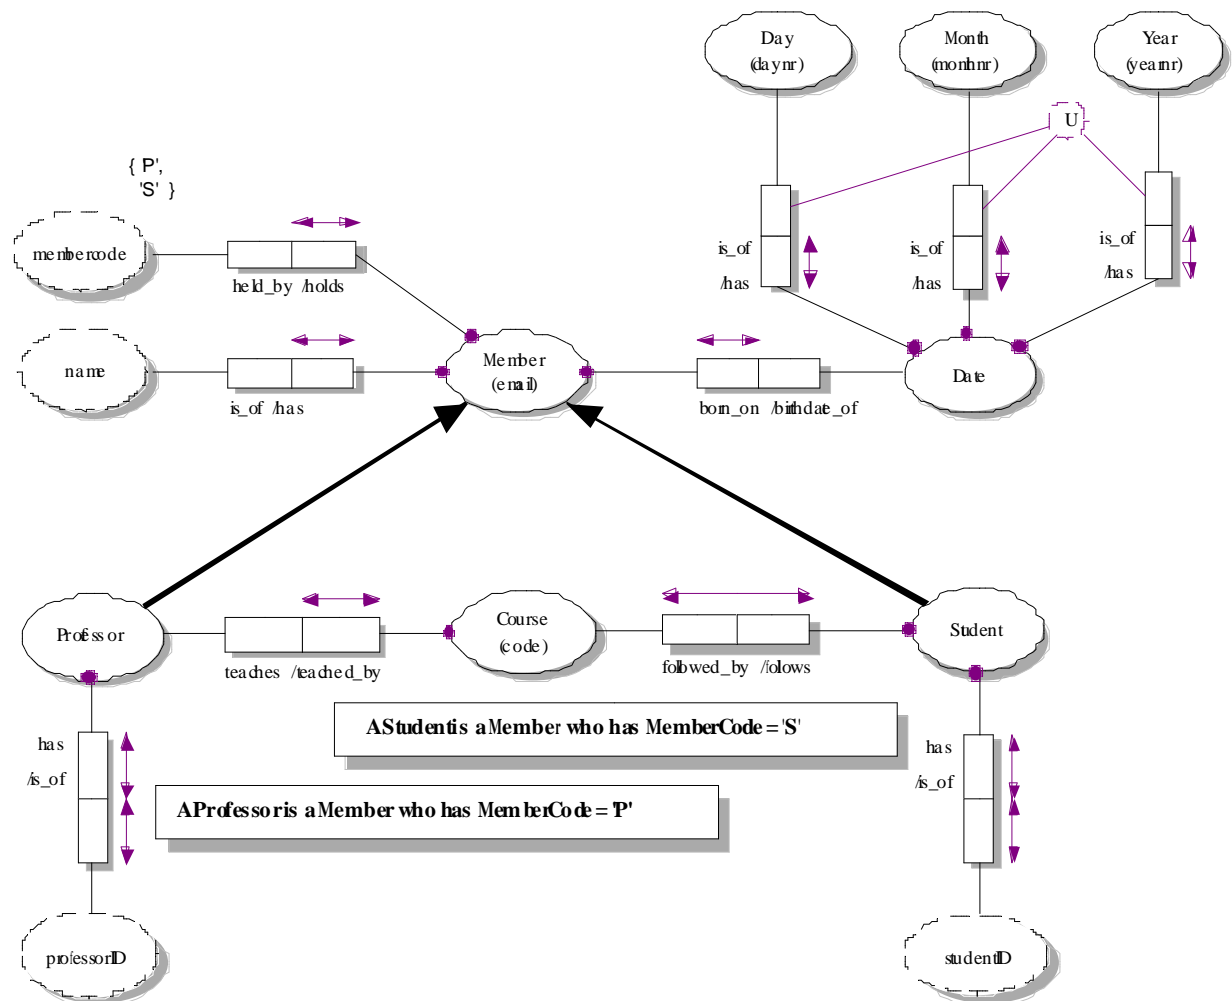 Day
(daynr)
Month
(monhnr)
Year
(yearnr)
U
{ 'P',
'S' }
membercode
held_by /holds
is_of
/has
is_of
/has
is_of
/has
name
is_of /has
Member
(email)
born_on /birthdate_of
Date
Professor
teaches /teached_by
Course
(code)
followed_by /folows
Student
A Student is a Member who has MemberCode = 'S'
has
/is_of
has
/is_of
A Professor is a Member who has MemberCode = 'P'
professorID
studentID